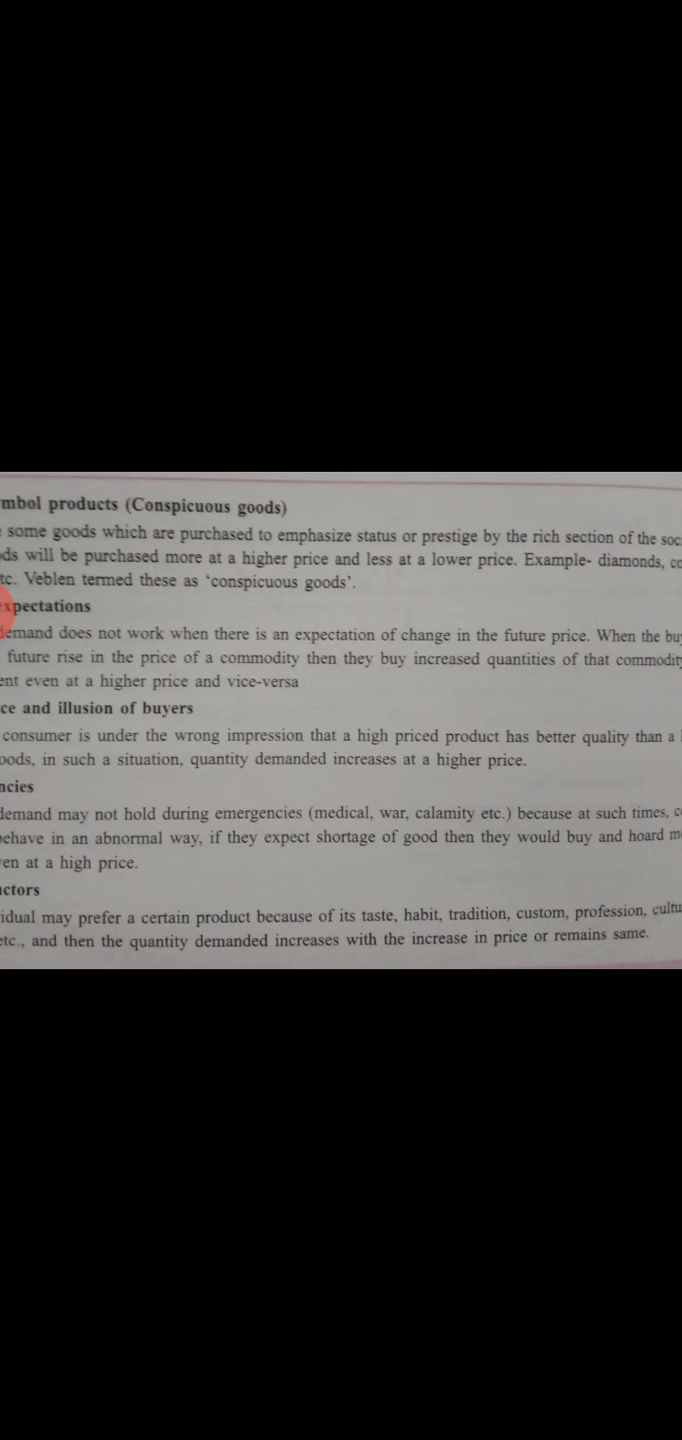 mbol products (Conspicuous goods)
some goods which are purchased to emphasize status or prestige by the rich section of the
will be purchased more at a higher price and less at a lower price. Example- diamonds,
tc. Veblen termed these as ‘conspicuous goods’.
expectations
demand does not work when there is an expectation of change in the future price. When the
future rise in the price of a commodity then they buy increased quantities of that commodity
ent even at a higher price and vice-versa
ce and illusion of buyers
consumer is under the wrong impression that a high priced product has better quality than a
oods, in such a situation, quantity demanded increases at a higher price.
ncies
demand may not hold during emergencies (medical, war, calamity etc.) because at such times,
behave in an abnormal way, if they expect shortage of good then they would buy and hoard
en at a high price.
actors
idual may prefer a certain product because of its taste, habit, tradition, custom, profession,
etc., and then the quantity demanded increases with the increase in price or remains same.